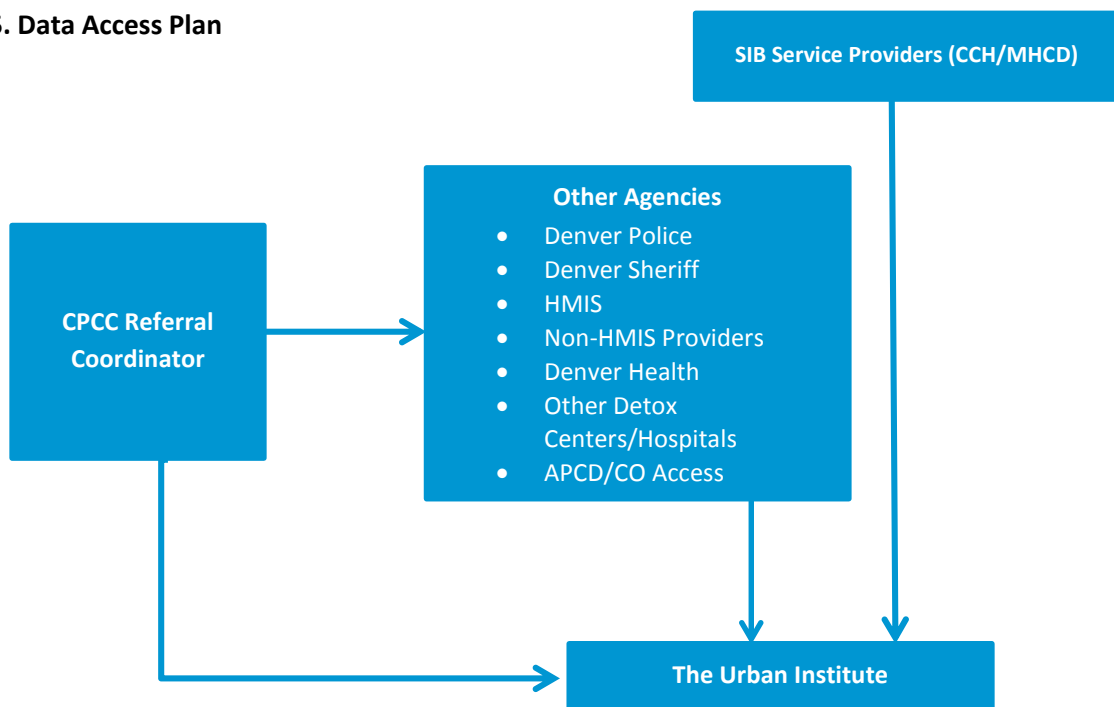 . Data Access Plan
SIB Service Providers (CCH/MHCD)
Other Agencies
• Denver Police
• Denver Sheriff
• HMIS
• Non-HMIS Providers
• Denver Health
• Other Detox
Centers/Hospitals
• APCD/CO Access
CPCC Referral
Coordinator
The Urban Institute